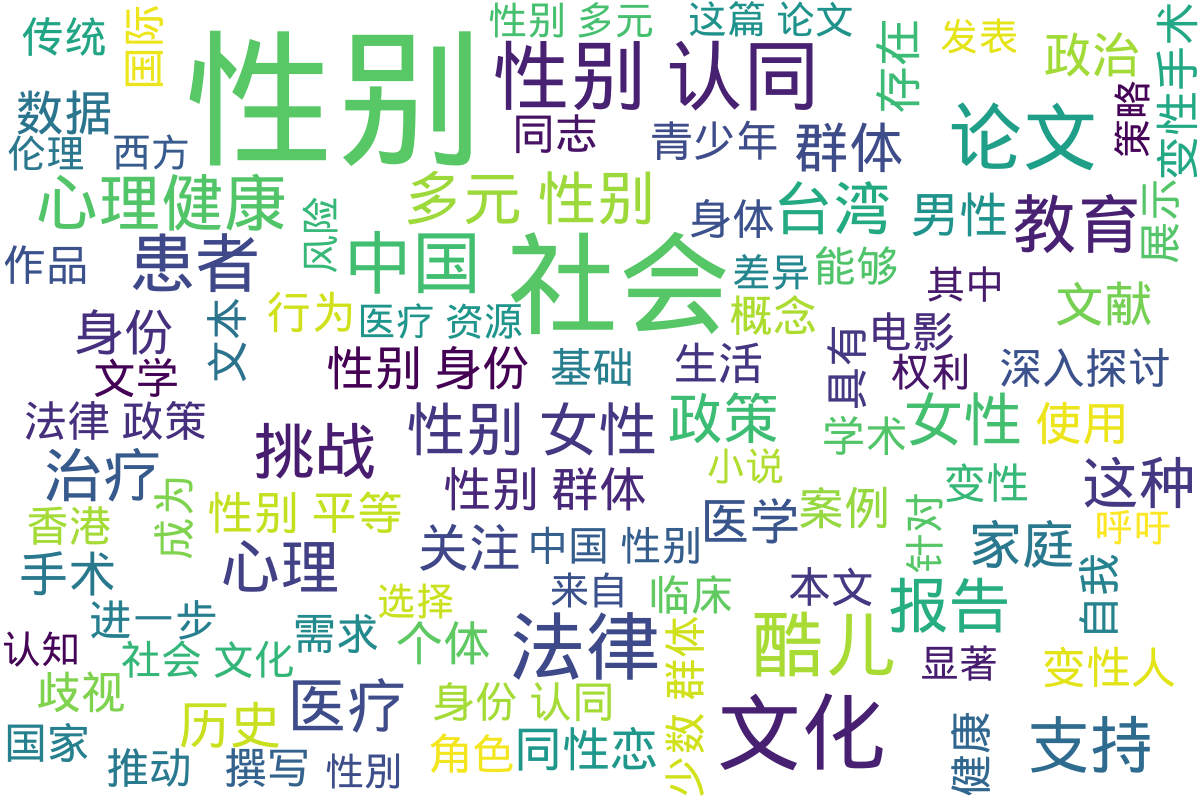 传统
国际
性别
性别 多元
这篇 论文
存在
发表
政治
变性手术
数据
性别 认同
同志
青少年
群体
论文
策略
伦理
西方
心理健康
多元 性别
身体
台湾
男性
教育
展示
作品
患者
风险
中国
社会
差异
能够
其中
文献
身份
文本
行为
医疗 资源
概念
电影
具有
文学
性别 身份
基础
生活
权利
深入探讨
法律 政策
挑战
性别 女性
政策
学术
女性
使用
治疗
成为
性别 群体
小说
变性
这种
香港
性别 平等
关注
中国 性别
医学
案例
针对
家庭
呼吁
手术
心理
选择
来自
临床
本文
报告
自我
进一步
认知
社会 文化
需求
个体
法律
少数 群体
酷儿
显著
变性人
歧视
医疗
身份 认同
历史
国家
推动
撰写
性別
角色
同性恋
文化
健康
支持